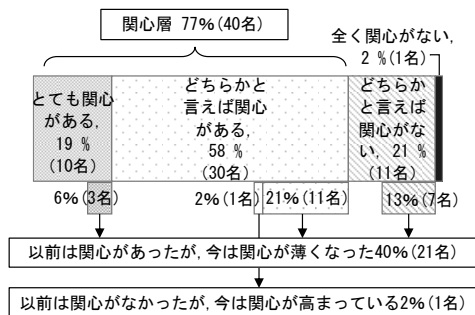 関心層 77%(40名)
全く関心がない,
2 %(1名)
とても関心
がある,
19 %
(10名)
どちらかと
言えば関心
がある,
58 %
(30名)
どちらか
と言えば
関心がな
い, 21 %
(11名)
6%(3名)
2%(1名)
21%(11名)
13%(7名)
以前は関心があったが, 今は関心が薄くなった40%(21名)
以前は関心がなかったが, 今は関心が高まっている2%(1名)